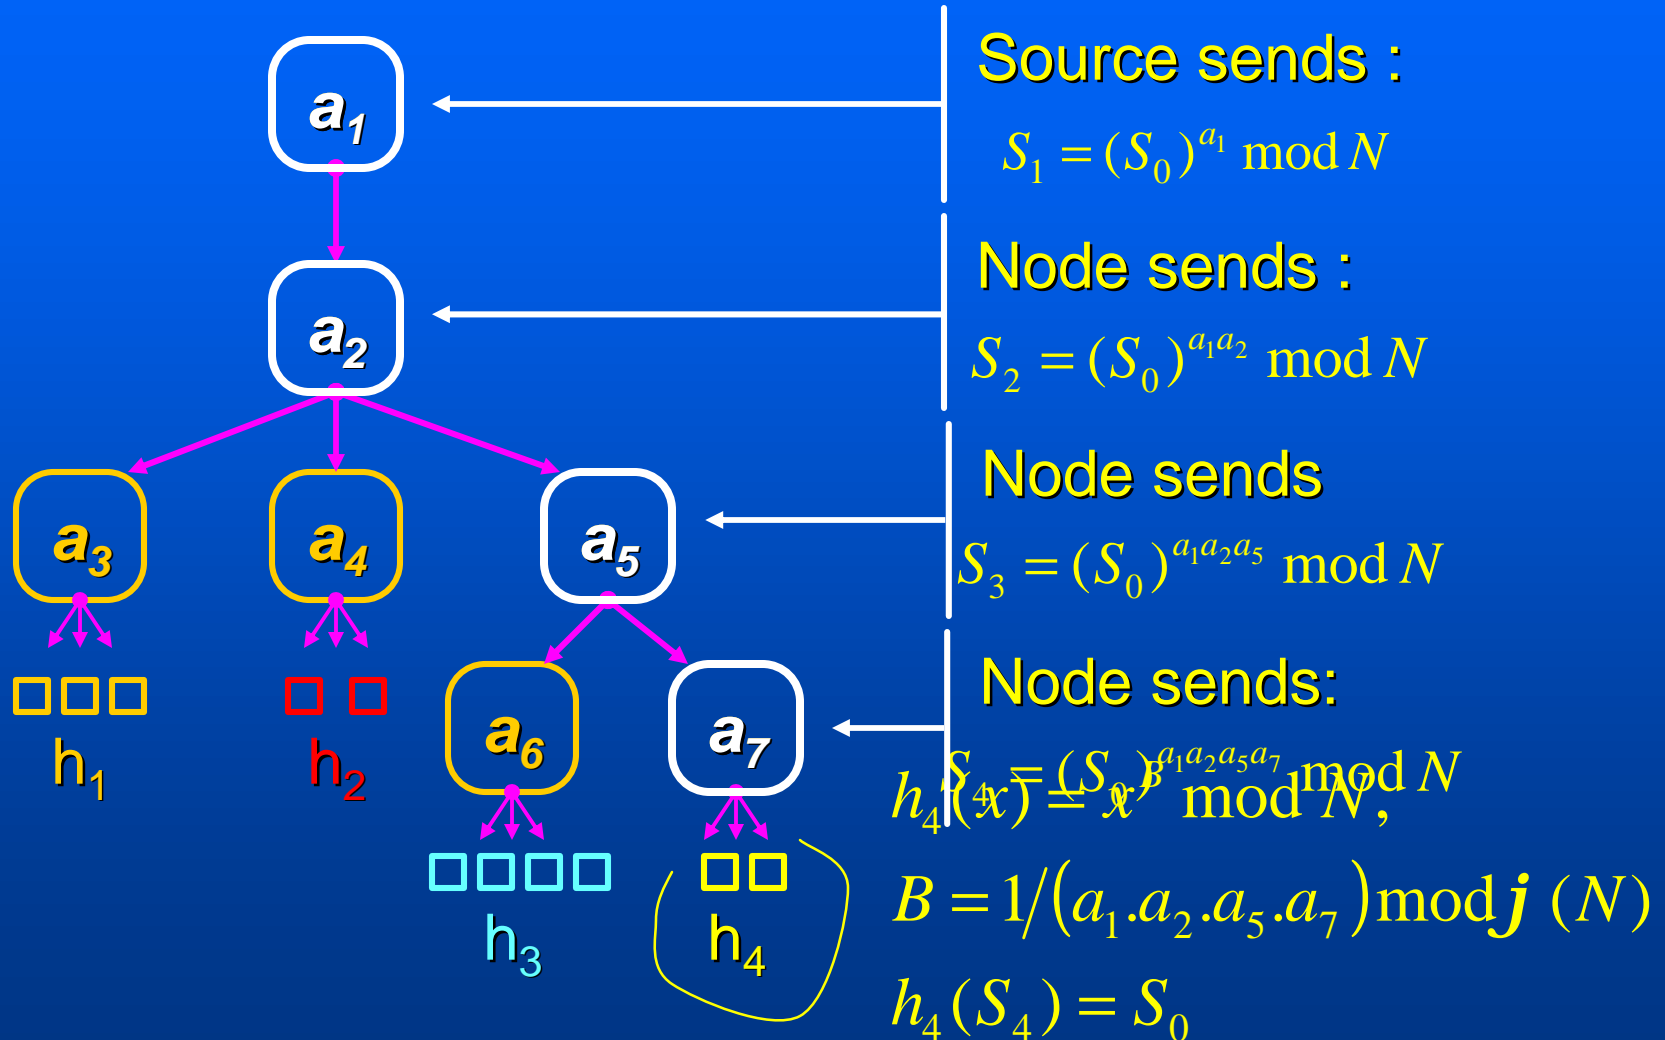 a1
Source sends :
S1 = (S0)^a1 mod N
a2
Node sends :
S2 = (S0)^a1a2 mod N
a3
a4
a5
Node sends
S3 = (S0)^a1a2a5 mod N
h1
h2
a6
a7
Node sends:
S4 = (S0)^a1a2a5a7 mod N
h4(x) = x^B mod N,
h3
h4
B = 1/(a1.a2.a5.a7) mod j (N)
h4(S4) = S0